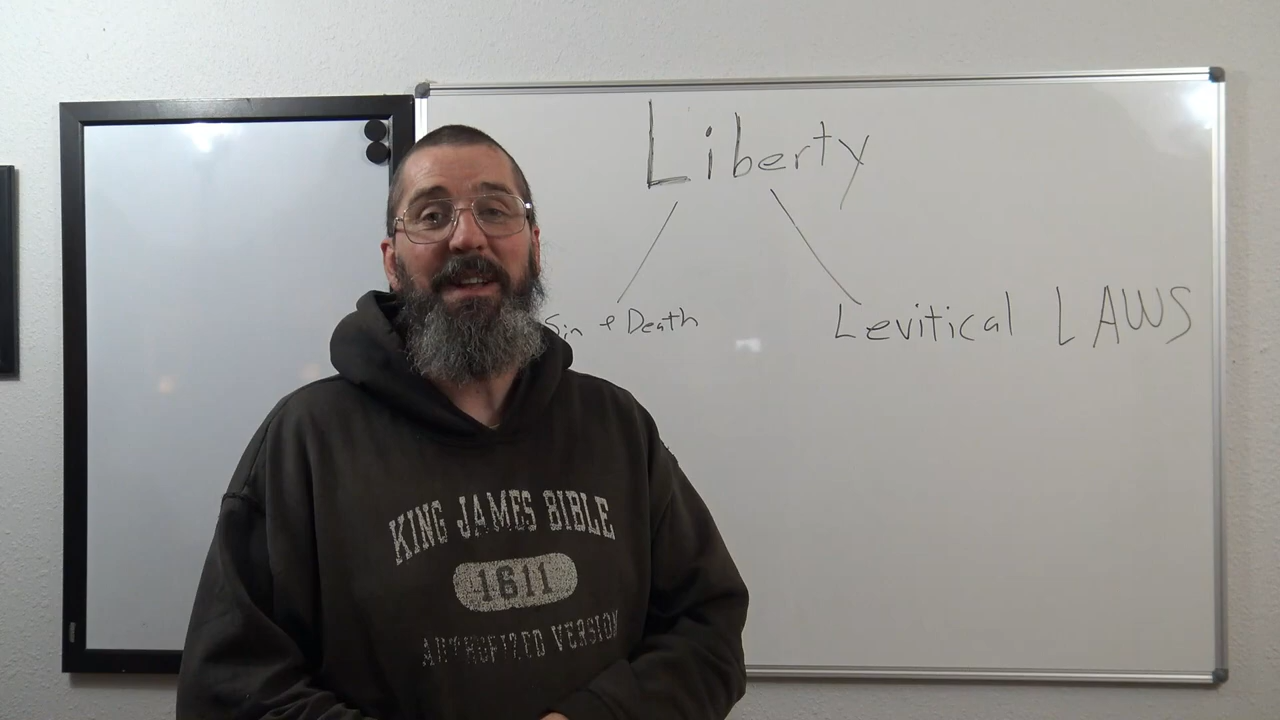 Liberty
Sin & Death
Levitical LAWS
KING JAMES BIBLE
1611
AUTHORIZED VERSION